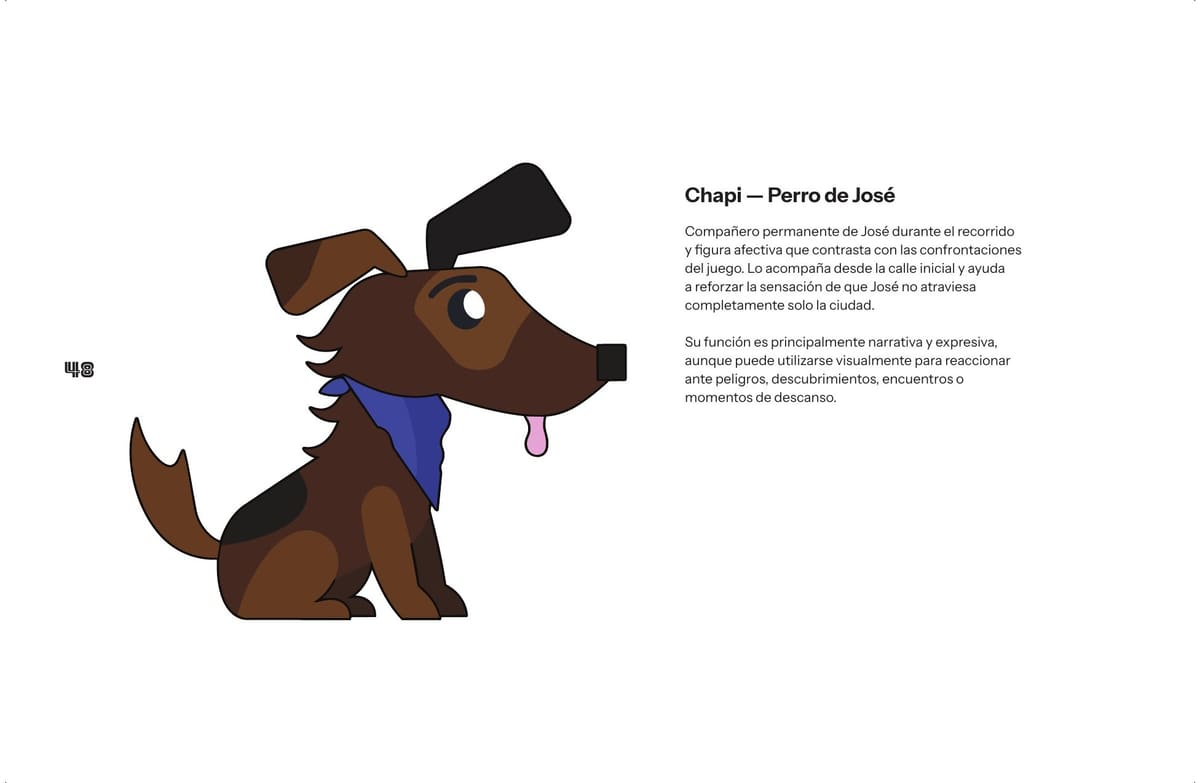 Chapi — Perro de José
Compañero permanente de José durante el recorrido
y figura afectiva que contrasta con las confrontaciones
del juego. Lo acompaña desde la calle inicial y ayuda
a reforzar la sensación de que José no atraviesa
completamente solo la ciudad.
Su función es principalmente narrativa y expresiva,
aunque puede utilizarse visualmente para reaccionar
ante peligros, descubrimientos, encuentros o
momentos de descanso.
48